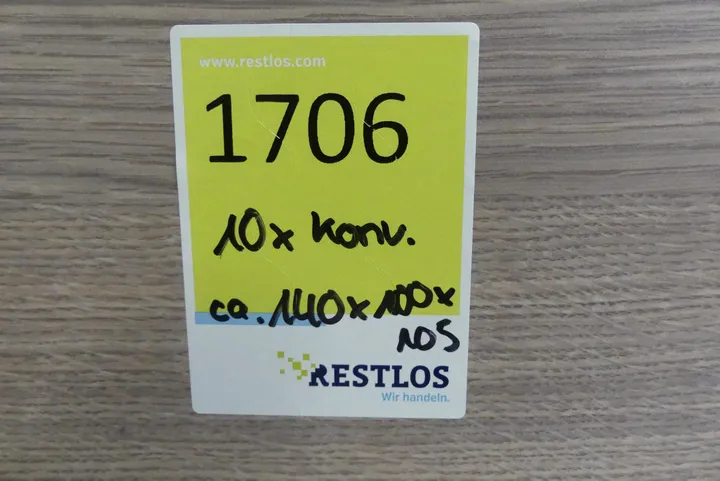 www.restlos.com
1706
10x Konv.
ca. 140x100x
105
RESTLOS
Wir handeln.